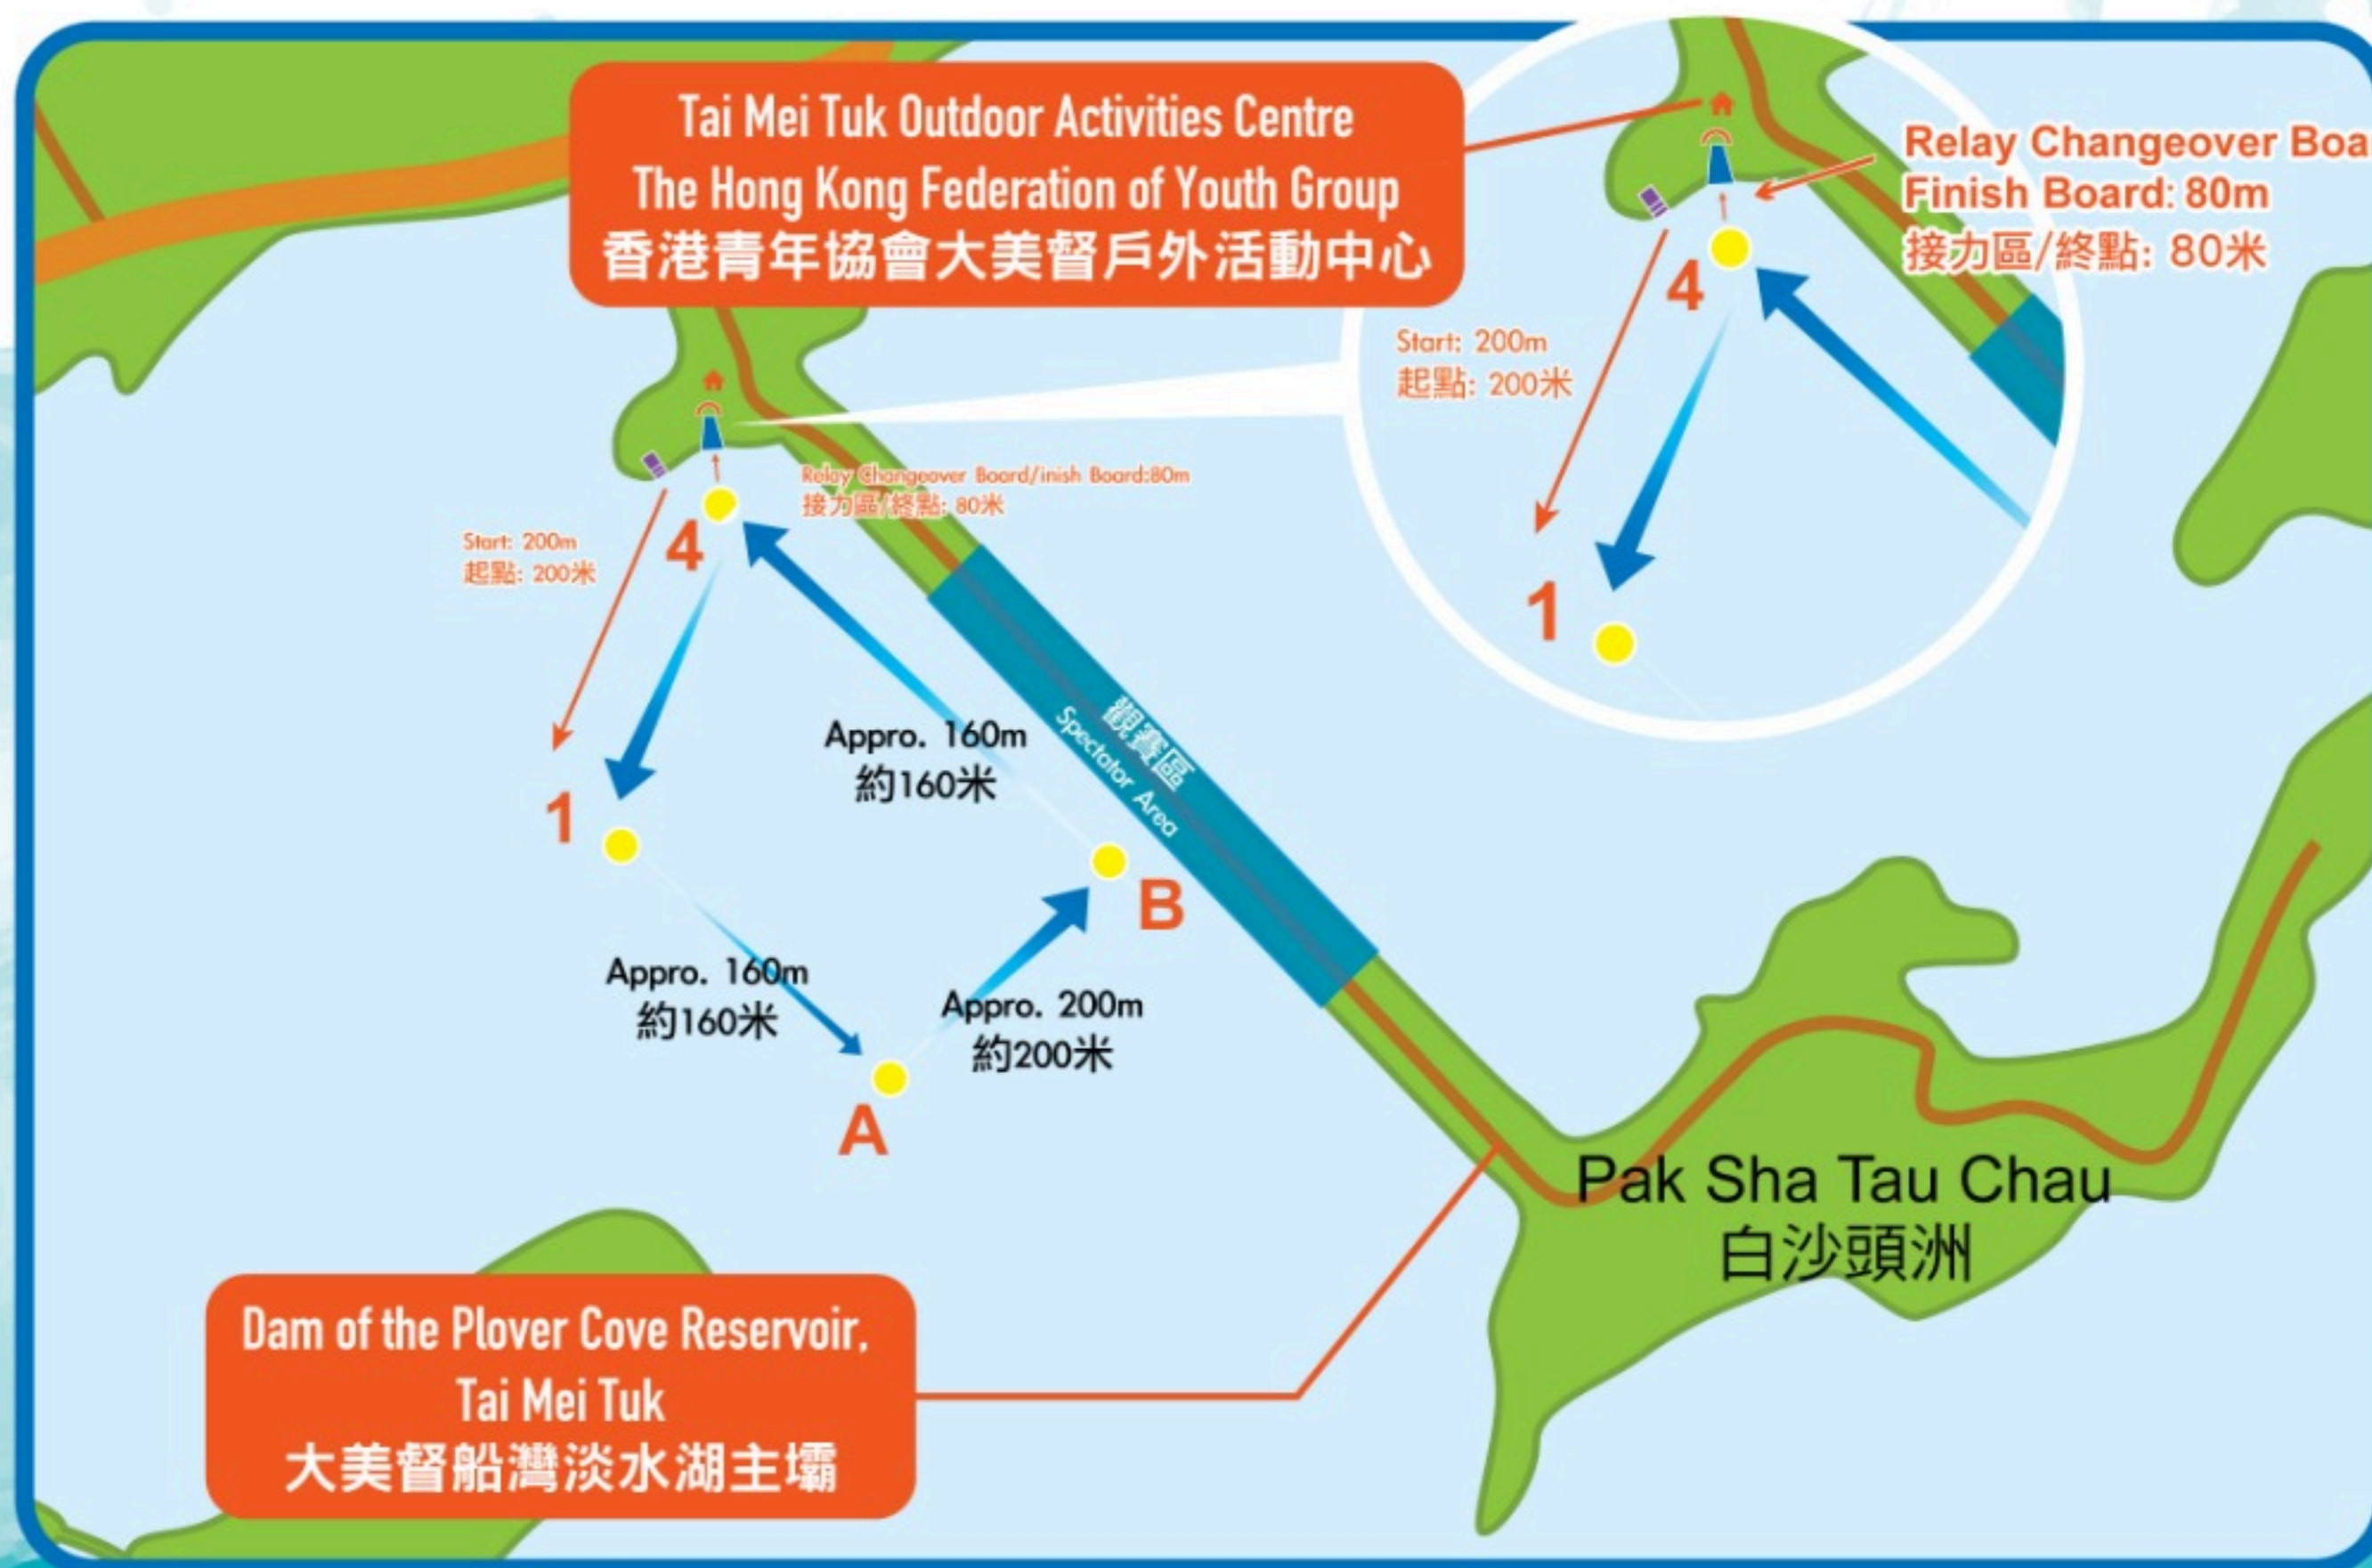 Tai Mei Tuk Outdoor Activities Centre
The Hong Kong Federation of Youth Group
香港青年協會大美督戶外活動中心
Relay Changeover Boa
Finish Board: 80m
接力區/終點: 80米
4
Start: 200m
起點: 200米
1
Relay Changeover Board/inish Board:80m
接力區/終點: 80米
4
Start: 200m
起點: 200米
觀賽區
Spectator Area
Appro. 160m
約160米
1
B
Appro. 160m
約160米
Appro. 200m
約200米
A
Pak Sha Tau Chau
白沙頭洲
Dam of the Plover Cove Reservoir,
Tai Mei Tuk
大美督船灣淡水湖主壩